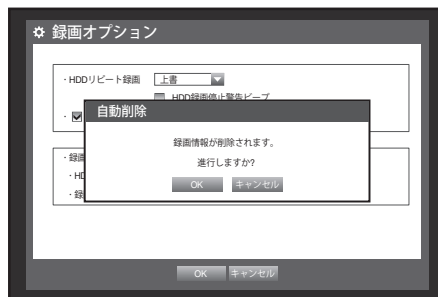 録画オプション
・HDDリピート録画 上書
HDD録画停止警告ビープ
自動削除
録画情報が削除されます。
進行しますか?
OK キャンセル
・録画
・HD
・録
OK キャンセル